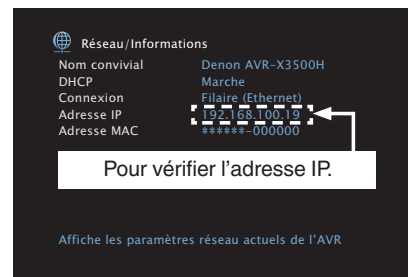 Réseau/Informations
Nom convivial Denon AVR-X3500H
DHCP Marche
Connexion Filaire (Ethernet)
Adresse IP 192.168.100.19
Adresse MAC ******-000000
Pour vérifier l'adresse IP.
Affiche les paramètres réseau actuels de l'AVR